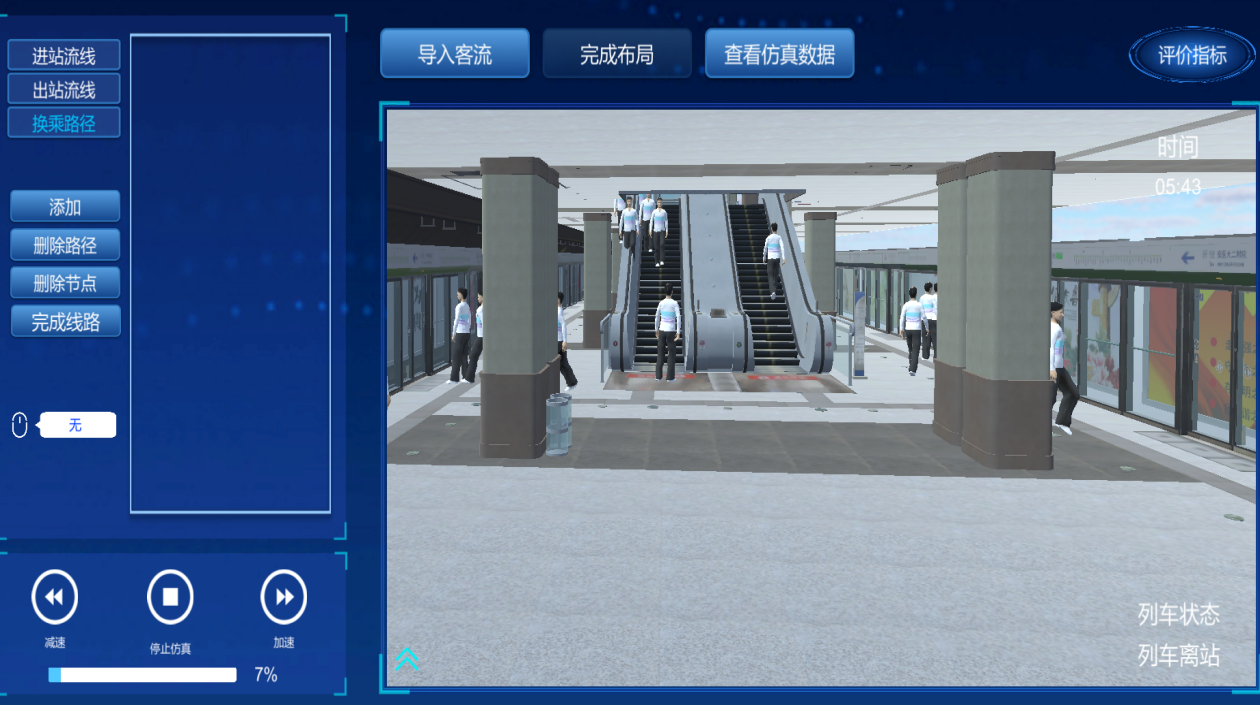 导入客流
完成布局
查看仿真数据
评价指标
进站流线
出站流线
换乘路径
添加
删除路径
删除节点
完成线路
无
减速
停止仿真
加速
7%
时间
05:43
列车状态
列车离站